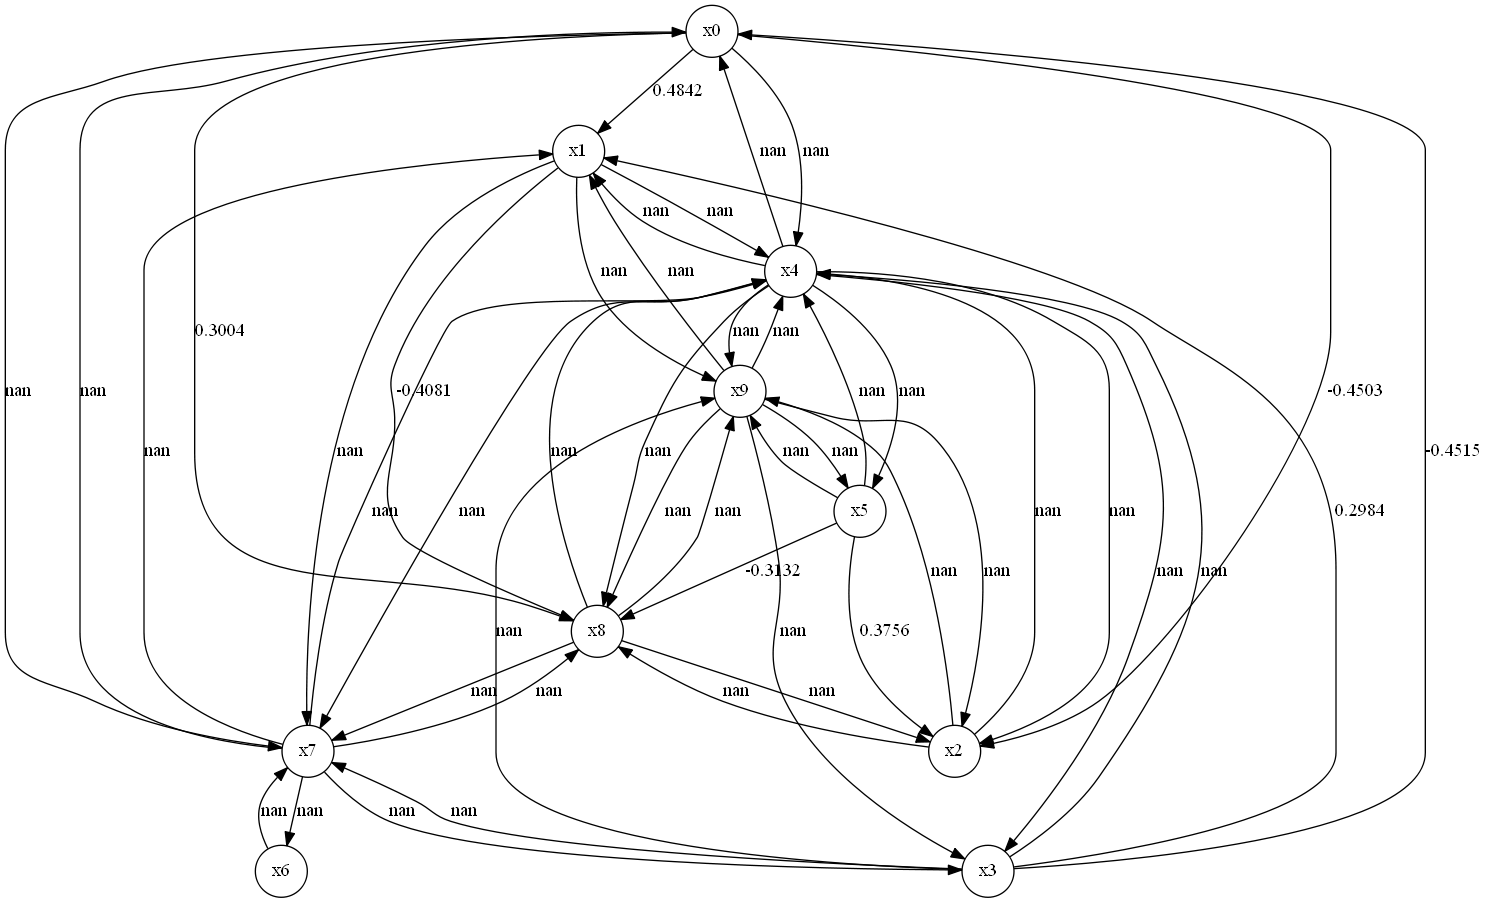 x0
0.4842
x1
nan nan
nan nan
nan nan
x4
0.3004
nan nan
nan nan -0.4081 x9 nan nan -0.4503
nan nan nan nan nan -0.4515
nan nan nan nan x5 nan nan 0.2984
-0.3132 nan nan nan nan
nan x8 nan 0.3756
nan nan nan nan
x7 x2
nan nan nan nan
x6 x3